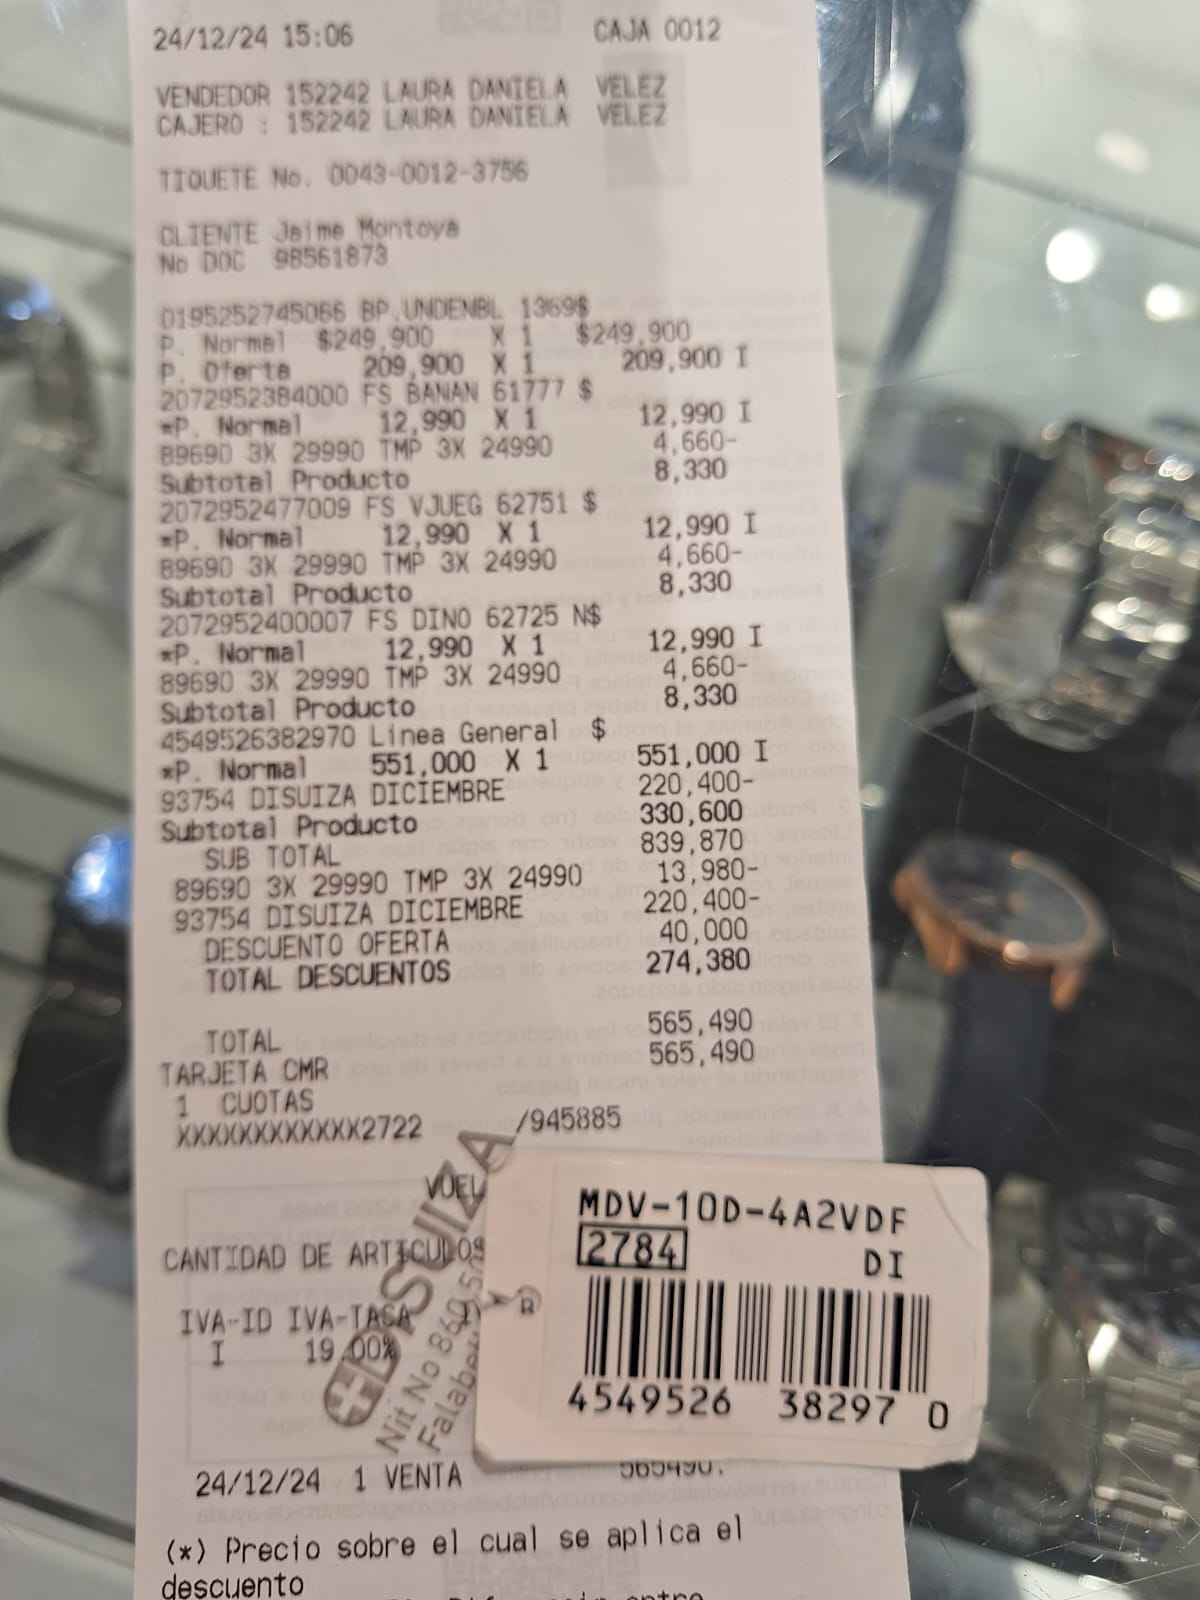 24/12/24 15:06 CAJA 0012
VENDEDOR 152242 LAURA DANIELA VELEZ
CAJERO : 152242 LAURA DANIELA VELEZ
TIQUETE No. 0043-0012-3756
CLIENTE Jaime Montoya
No DOC 98561873
0195252745066 BP.UNDENBL 1369$
P. Normal $249,900 X 1 $249,900
P. Oferta 209,900 X 1 209,900 I
2072952384000 FS BANAN 61777 $
*P. Normal 12,990 X 1 12,990 I
89690 3X 29990 TMP 3X 24990 4,660-
Subtotal Producto 8,330
2072952477009 FS VJUEG 62751 $
*P. Normal 12,990 X 1 12,990 I
89690 3X 29990 TMP 3X 24990 4,660-
Subtotal Producto 8,330
2072952400007 FS DINO 62725 N$
*P. Normal 12,990 X 1 12,990 I
89690 3X 29990 TMP 3X 24990 4,660-
Subtotal Producto 8,330
4549526382970 Linea General $
*P. Normal 551,000 X 1 551,000 I
93754 DISUIZA DICIEMBRE 220,400-
Subtotal Producto 330,600
SUB TOTAL 839,870
89690 3X 29990 TMP 3X 24990 13,980-
93754 DISUIZA DICIEMBRE 220,400-
DESCUENTO OFERTA 40,000
TOTAL DESCUENTOS 274,380
TOTAL 565,490
TARJETA CMR 565,490
1 CUOTAS
XXXXXXXXXXXX2722 /945885
VUEL
CANTIDAD DE ARTICULOS
IVA-ID IVA-TASA
I 19.00%
DISUIZA
Nit No 860
Falabe
MDV-10D-4A2VDF
2784 DI
4549526 38297 0
24/12/24 1 VENTA 565490.
(*) Precio sobre el cual se aplica el
descuento